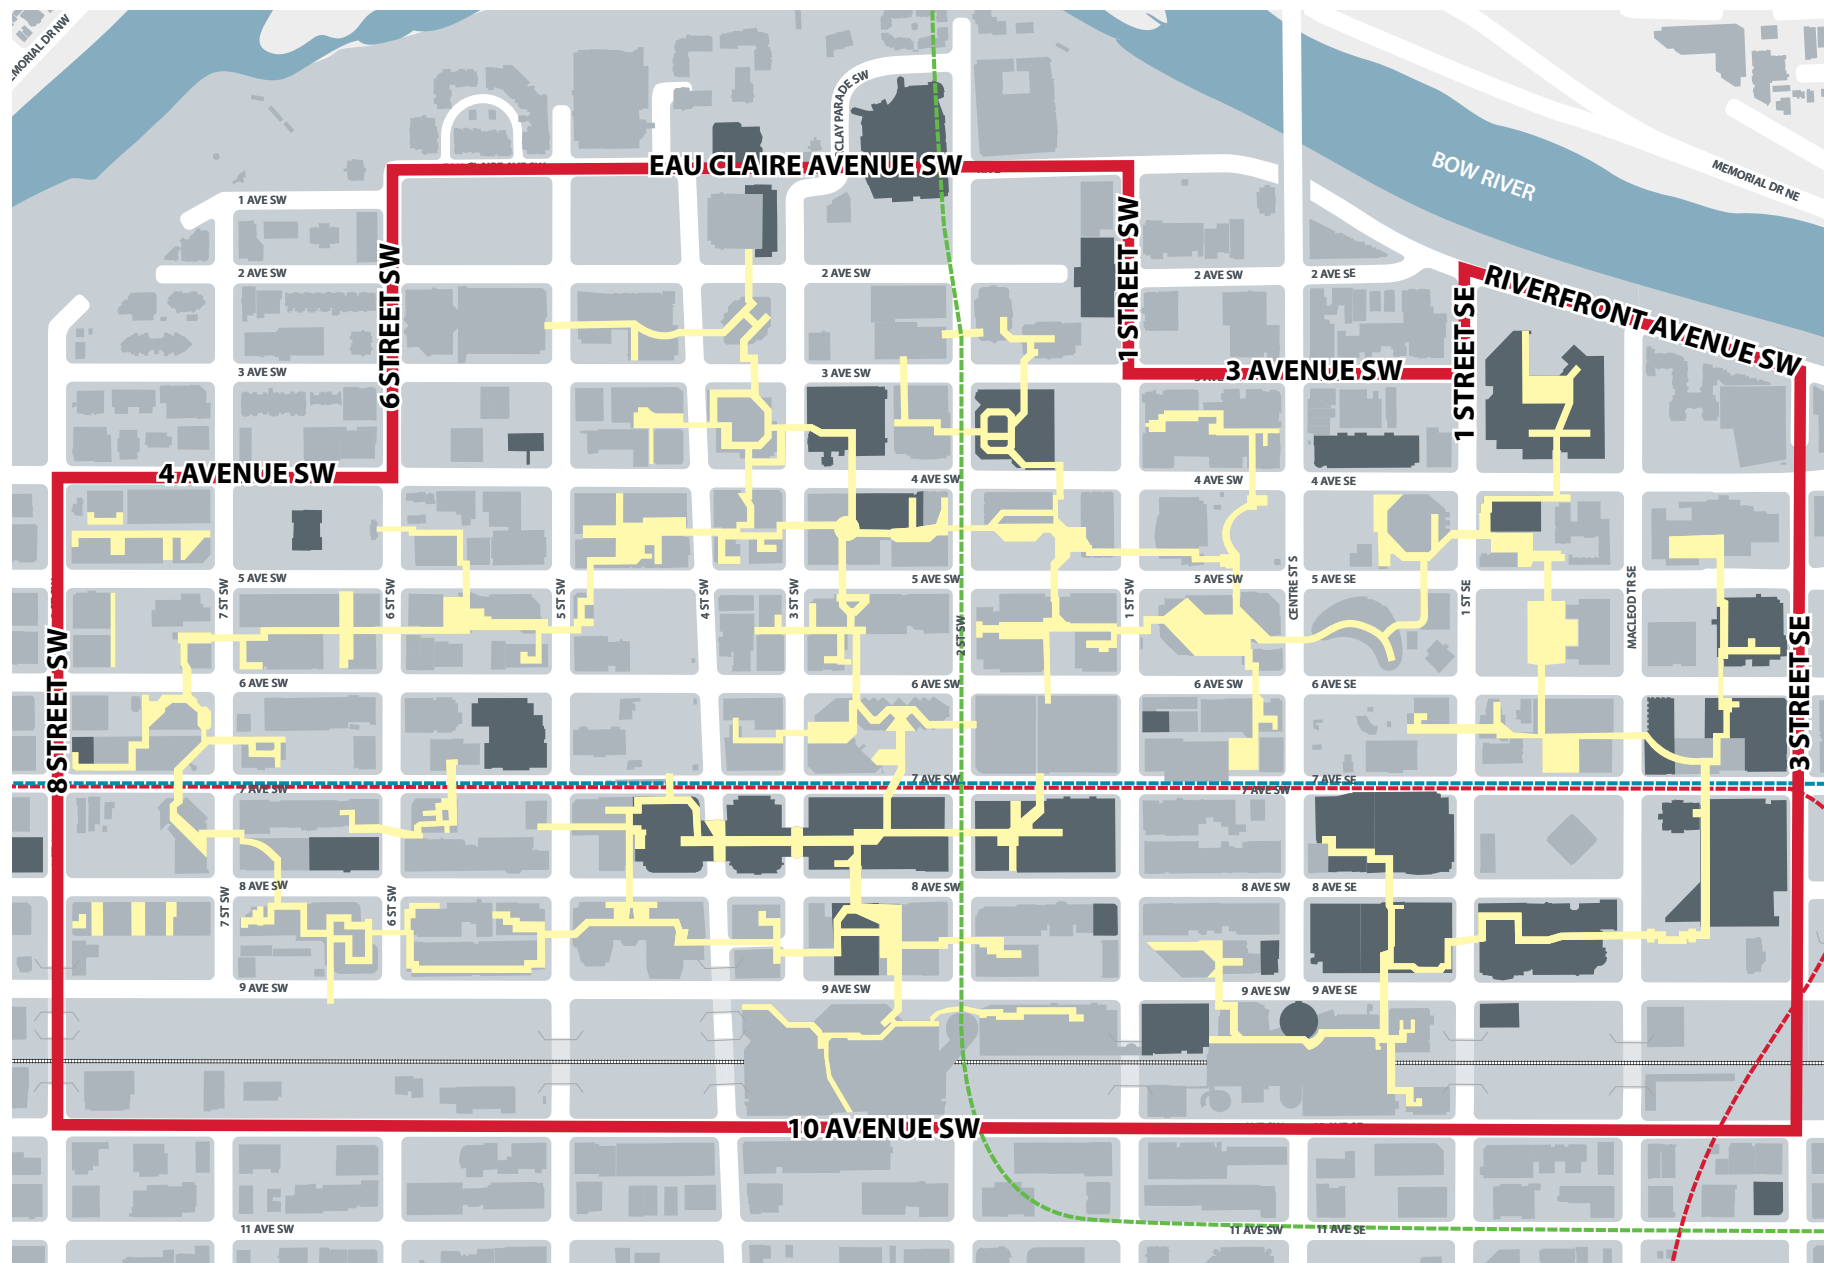 EMORIAL DR NW
CLAY PARADE SW
EAU CLAIRE AVENUE SW
BOW RIVER
MEMORIAL DR NE
1 AVE SW
2 AVE SW
2 AVE SW
2 AVE SW
2 AVE SE
6 STREET SW
1 STREET SW
1 STREET SE
RIVERFRONT AVENUE SW
3 AVE SW
3 AVE SW
3 AVENUE SW
4 AVENUE SW
4 AVE SW
4 AVE SW
4 AVE SE
5 AVE SW
5 AVE SW
5 AVE SW
5 AVE SE
7 ST SW
6 ST SW
5 ST SW
4 ST SW
3 ST SW
2 ST SW
1 ST SW
CENTRE ST S
1 ST SE
MACLEOD TR SE
8 STREET SW
3 STREET SE
6 AVE SW
6 AVE SW
6 AVE SW
6 AVE SE
7 AVE SW
7 AVE SW
7 AVE SW
7 AVE SE
8 AVE SW
8 AVE SW
8 AVE SW
8 AVE SE
7 ST SW
6 ST SW
9 AVE SW
9 AVE SW
9 AVE SW
9 AVE SE
10 AVENUE SW
11 AVE SW
11 AVE SW
11 AVE SE